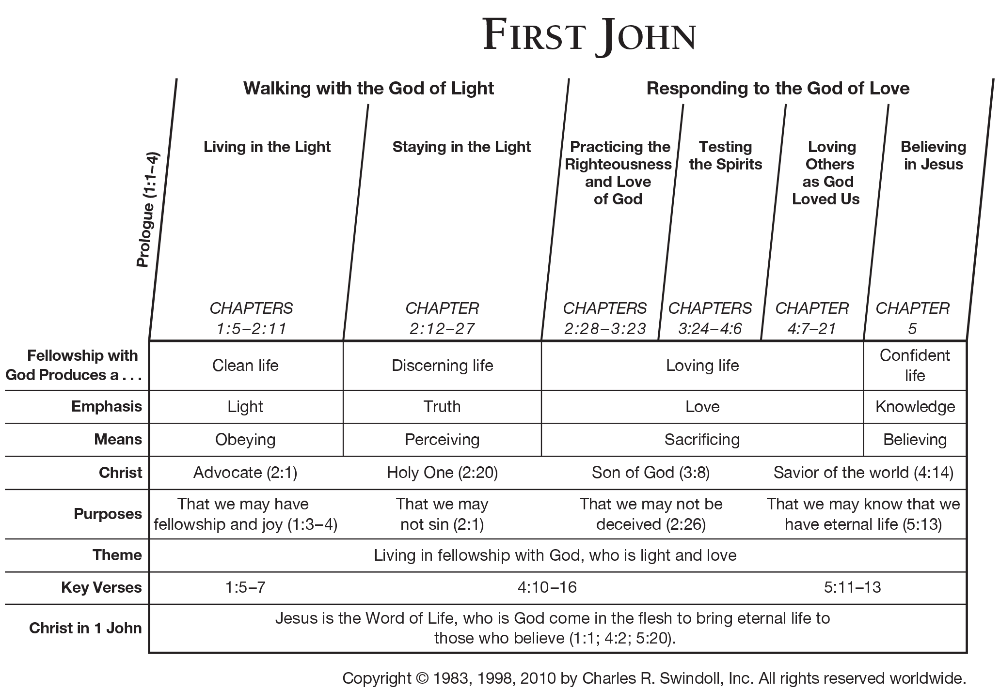 FIRST JOHN
Walking with the God of Light
Responding to the God of Love
Prologue (1:1–4)
Living in the Light
CHAPTERS
1:5–2:11
Staying in the Light
CHAPTER
2:12–27
Practicing the
Righteousness
and Love
of God
CHAPTERS
2:28–3:23
Testing
the Spirits
CHAPTERS
3:24–4:6
Loving
Others
as God
Loved Us
CHAPTER
4:7–21
Believing
in Jesus
CHAPTER
5
Fellowship with
God Produces a . . .
Clean life
Discerning life
Loving life
Confident
life
Emphasis
Light
Truth
Love
Knowledge
Means
Obeying
Perceiving
Sacrificing
Believing
Christ
Advocate (2:1)
Holy One (2:20)
Son of God (3:8)
Savior of the world (4:14)
Purposes
That we may have
fellowship and joy (1:3–4)
That we may
not sin (2:1)
That we may not be
deceived (2:26)
That we may know that we
have eternal life (5:13)
Theme
Living in fellowship with God, who is light and love
Key Verses
1:5–7
4:10–16
5:11–13
Christ in 1 John
Jesus is the Word of Life, who is God come in the flesh to bring eternal life to
those who believe (1:1; 4:2; 5:20).
Copyright © 1983, 1998, 2010 by Charles R. Swindoll, Inc. All rights reserved worldwide.